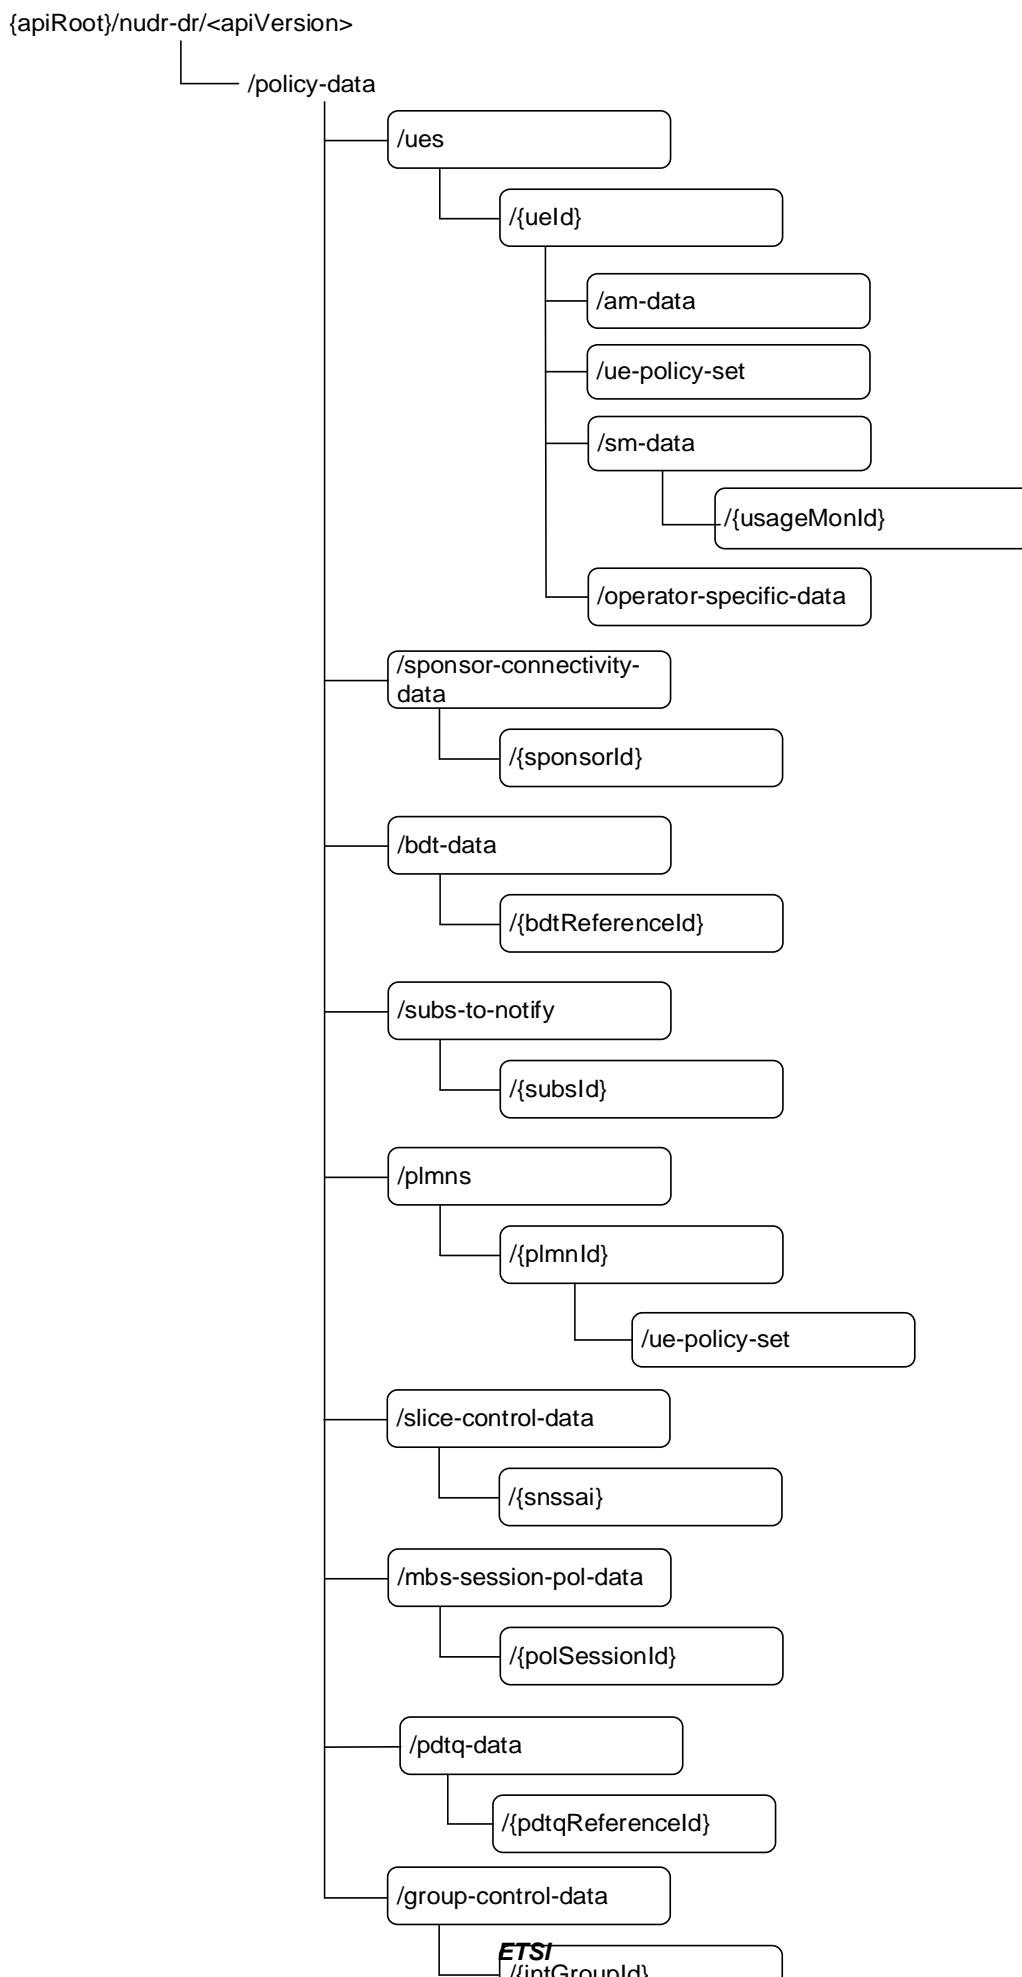 {apiRoot}/nudr-dr/<apiVersion>
/policy-data
/ues
/{ueId}
/am-data
/ue-policy-set
/sm-data
/{usageMonId}
/operator-specific-data
/sponsor-connectivity-
data
/{sponsorId}
/bdt-data
/{bdtReferenceId}
/subs-to-notify
/{subsId}
/plmns
/{plmnId}
/ue-policy-set
/slice-control-data
/{snssai}
/mbs-session-pol-data
/{polSessionId}
/pdtq-data
/{pdtqReferenceId}
/group-control-data
ETSI
/{intGroupId}